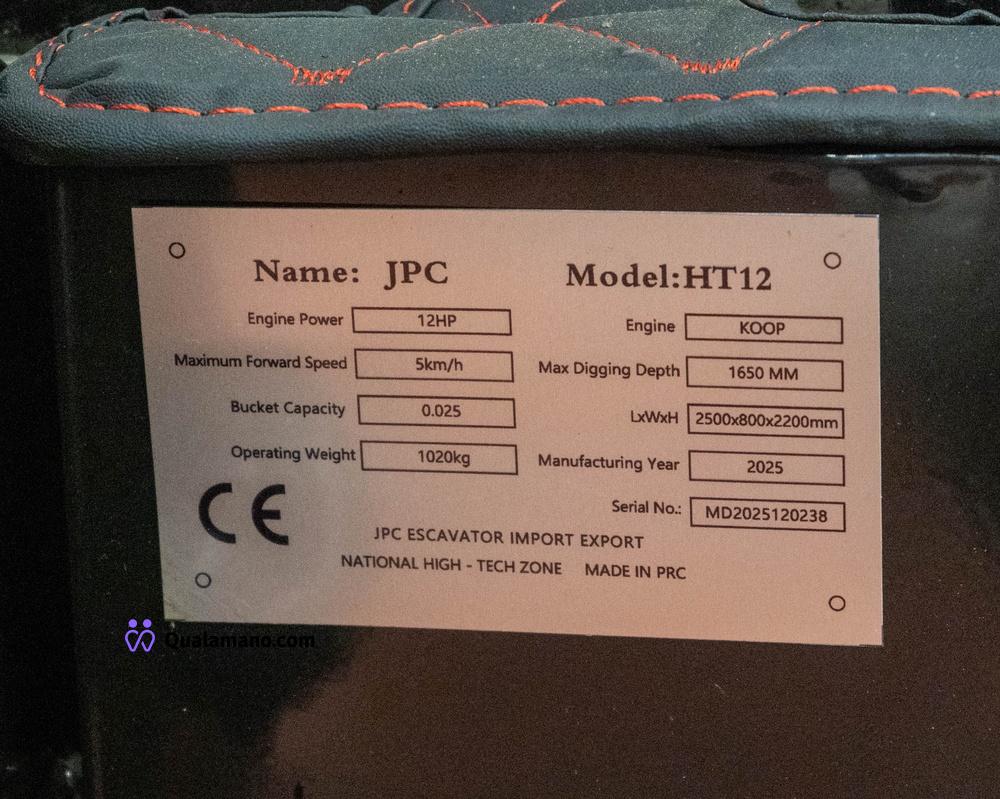 Name: JPC
Model:HT12
Engine Power 12HP
Engine KOOP
Maximum Forward Speed 5km/h
Max Digging Depth 1650 MM
Bucket Capacity 0.025
LxWxH 2500x800x2200mm
Operating Weight 1020kg
Manufacturing Year 2025
Serial No.: MD2025120238
CE
JPC ESCAVATOR IMPORT EXPORT
NATIONAL HIGH - TECH ZONE MADE IN PRC
Qualamano.com